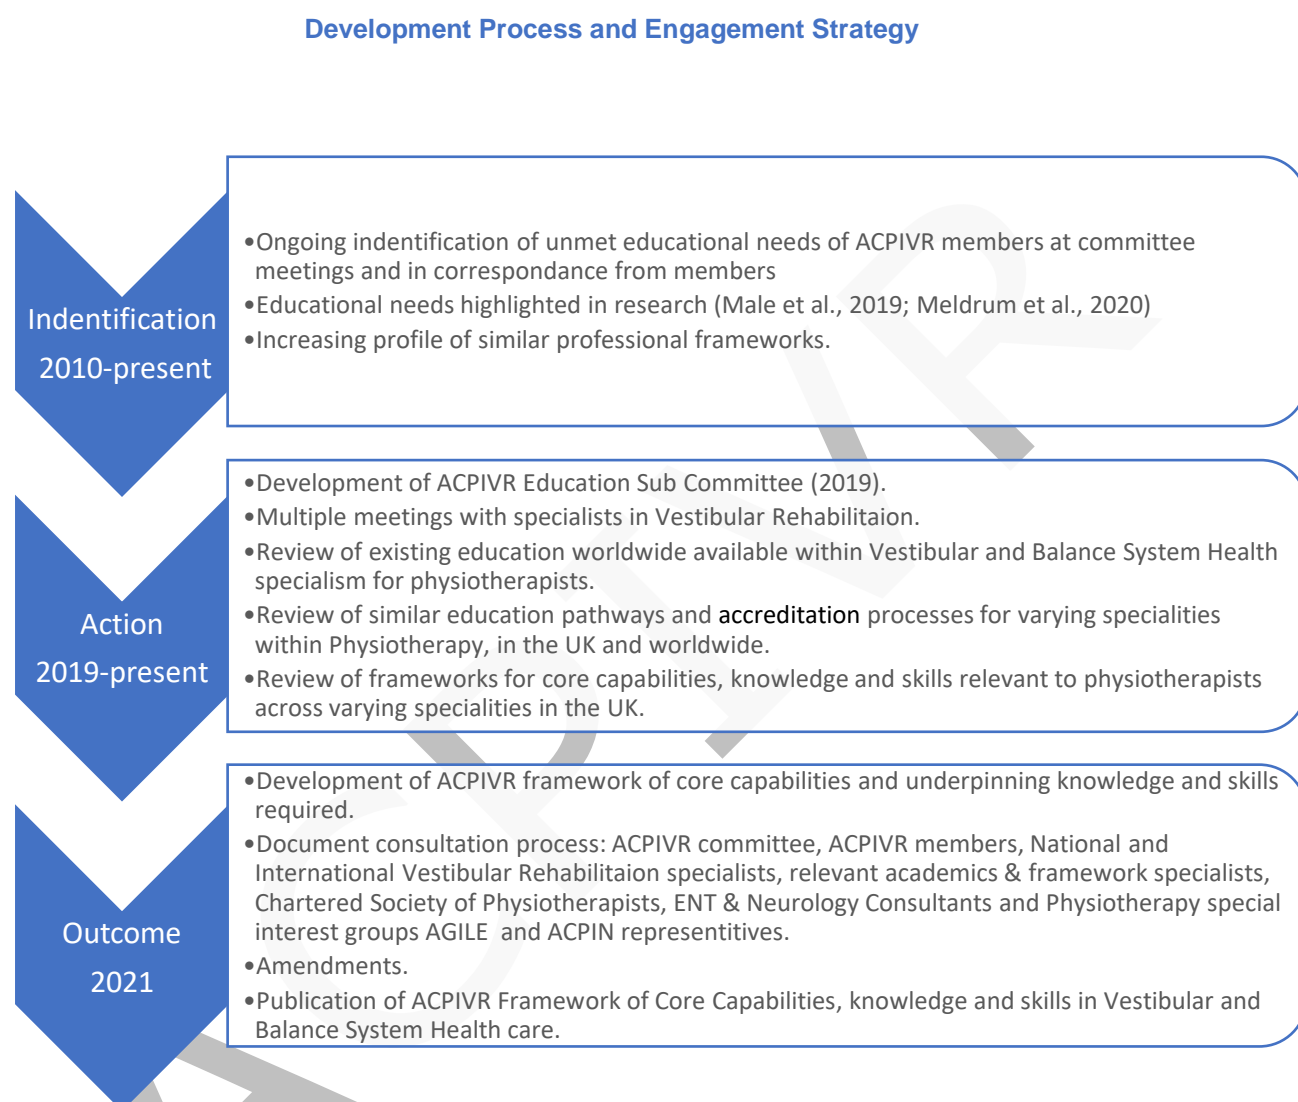 Development Process and Engagement Strategy
Indentification
2010-present
•Ongoing indentification of unmet educational needs of ACPIVR members at committee
meetings and in correspondance from members
•Educational needs highlighted in research (Male et al., 2019; Meldrum et al., 2020)
•Increasing profile of similar professional frameworks.
Action
2019-present
•Development of ACPIVR Education Sub Committee (2019).
•Multiple meetings with specialists in Vestibular Rehabilitaion.
•Review of existing education worldwide available within Vestibular and Balance System Health
specialism for physiotherapists.
•Review of similar education pathways and accreditation processes for varying specialities
within Physiotherapy, in the UK and worldwide.
•Review of frameworks for core capabilities, knowledge and skills relevant to physiotherapists
across varying specialities in the UK.
Outcome
2021
•Development of ACPIVR framework of core capabilities and underpinning knowledge and skills
required.
•Document consultation process: ACPIVR committee, ACPIVR members, National and
International Vestibular Rehabilitaion specialists, relevant academics & framework specialists,
Chartered Society of Physiotherapists, ENT & Neurology Consultants and Physiotherapy special
interest groups AGILE  and ACPIN representitives.
•Amendments.
•Publication of ACPIVR Framework of Core Capabilities, knowledge and skills in Vestibular and
Balance System Health care.
ACPIVR